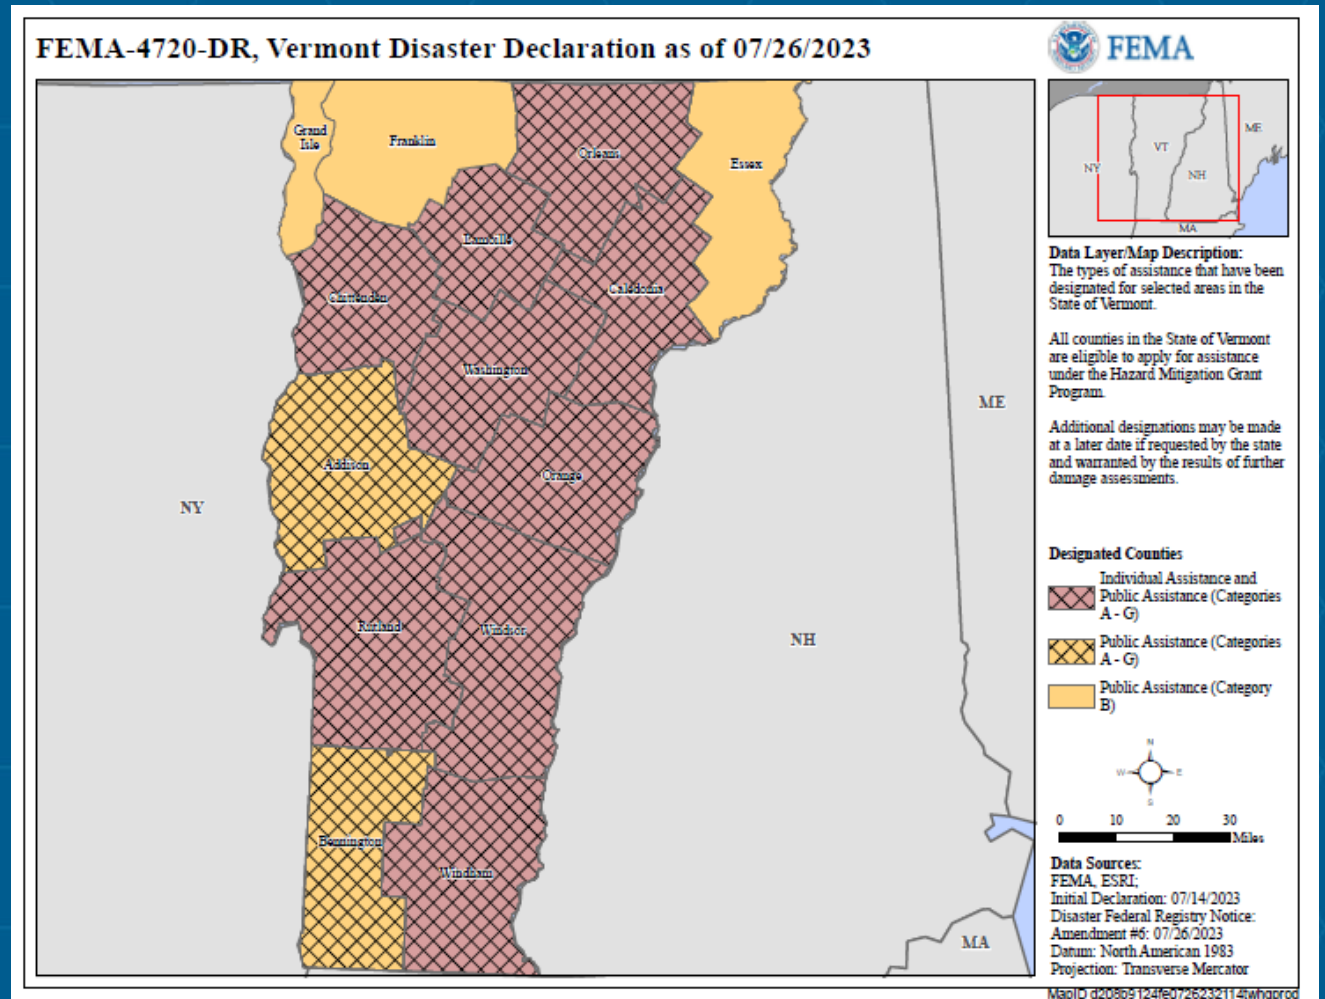 FEMA-4720-DR, Vermont Disaster Declaration as of 07/26/2023
FEMA
Grand
Isle
Franklin
Orleans
Essex
Lamoille
Chittenden
Caledonia
Washington
Addison
Orange
Rutland
Windsor
Bennington
Windham
NY
NH
ME
MA
NY
VT
NH
ME
MA
Data Layer/Map Description:
The types of assistance that have been
designated for selected areas in the
State of Vermont.
All counties in the State of Vermont
are eligible to apply for assistance
under the Hazard Mitigation Grant
Program.
Additional designations may be made
at a later date if requested by the state
and warranted by the results of further
damage assessments.
Designated Counties
Individual Assistance and
Public Assistance (Categories
A - G)
Public Assistance (Categories
A - G)
Public Assistance (Category
B)
N
W E
S
0 10 20 30
Miles
Data Sources:
FEMA, ESRI;
Initial Declaration: 07/14/2023
Disaster Federal Registry Notice:
Amendment #6: 07/26/2023
Datum: North American 1983
Projection: Transverse Mercator
MapID d208b9124fe0726232114twhqprod